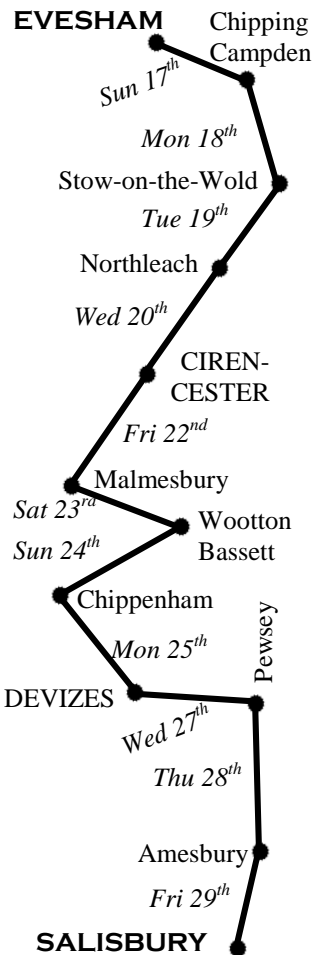 EVESHAM
Chipping
Campden
Sun 17th
Mon 18th
Stow-on-the-Wold
Tue 19th
Northleach
Wed 20th
CIREN-
CESTER
Fri 22nd
Malmesbury
Sat 23rd
Wootton
Bassett
Sun 24th
Chippenham
Mon 25th
Pewsey
DEVIZES
Wed 27th
Thu 28th
Amesbury
Fri 29th
SALISBURY